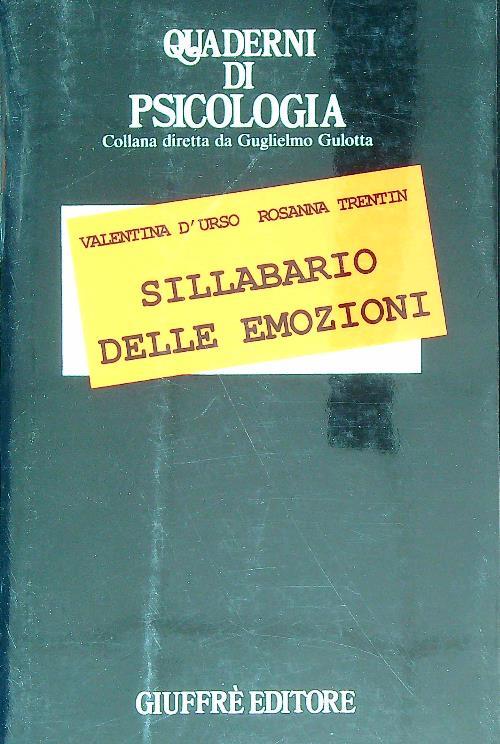 QUADERNI
DI
PSICOLOGIA
Collana diretta da Guglielmo Gulotta
VALENTINA D'URSO ROSANNA TRENTIN
SILLABARIO
DELLE EMOZIONI
GIUFFRÈ EDITORE